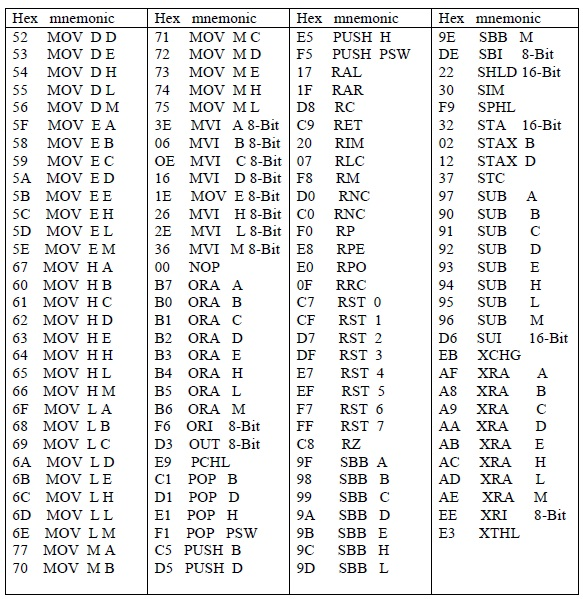 Hex mnemonic
52 MOV D D
53 MOV D E
54 MOV D H
55 MOV D L
56 MOV D M
5F MOV E A
58 MOV E B
59 MOV E C
5A MOV E D
5B MOV E E
5C MOV E H
5D MOV E L
5E MOV E M
67 MOV H A
60 MOV H B
61 MOV H C
62 MOV H D
63 MOV H E
64 MOV H H
65 MOV H L
66 MOV H M
6F MOV L A
68 MOV L B
69 MOV L C
6A MOV L D
6B MOV L E
6C MOV L H
6D MOV L L
6E MOV L M
77 MOV M A
70 MOV M B
Hex mnemonic
71 MOV M C
72 MOV M D
73 MOV M E
74 MOV M H
75 MOV M L
3E MVI A 8-Bit
06 MVI B 8-Bit
OE MVI C 8-Bit
16 MVI D 8-Bit
1E MOV E 8-Bit
26 MVI H 8-Bit
2E MVI L 8-Bit
36 MVI M 8-Bit
00 NOP
B7 ORA A
B0 ORA B
B1 ORA C
B2 ORA D
B3 ORA E
B4 ORA H
B5 ORA L
B6 ORA M
F6 ORI 8-Bit
D3 OUT 8-Bit
E9 PCHL
C1 POP B
D1 POP D
E1 POP H
F1 POP PSW
C5 PUSH B
D5 PUSH D
Hex mnemonic
E5 PUSH H
F5 PUSH PSW
17 RAL
1F RAR
D8 RC
C9 RET
20 RIM
07 RLC
F8 RM
D0 RNC
C0 RNC
F0 RP
E8 RPE
E0 RPO
0F RRC
C7 RST 0
CF RST 1
D7 RST 2
DF RST 3
E7 RST 4
EF RST 5
F7 RST 6
FF RST 7
C8 RZ
9F SBB A
98 SBB B
99 SBB C
9A SBB D
9B SBB E
9C SBB H
9D SBB L
Hex mnemonic
9E SBB M
DE SBI 8-Bit
22 SHLD 16-Bit
30 SIM
F9 SPHL
32 STA 16-Bit
02 STAX B
12 STAX D
37 STC
97 SUB A
90 SUB B
91 SUB C
92 SUB D
93 SUB E
94 SUB H
95 SUB L
96 SUB M
D6 SUI 16-Bit
EB XCHG
AF XRA A
A8 XRA B
A9 XRA C
AA XRA D
AB XRA E
AC XRA H
AD XRA L
AE XRA M
EE XRI 8-Bit
E3 XTHL